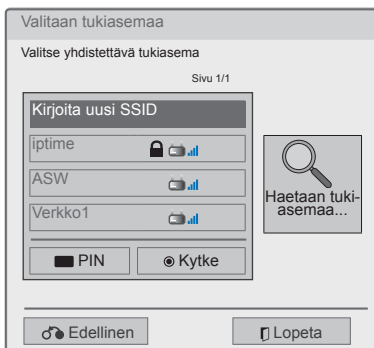 Valitaan tukiasemaa
Valitse yhdistettävä tukiasema
Sivu 1/1
Kirjoita uusi SSID
iptime
ASW
Verkko1
Haetaan tuki-
asemaa...
PIN
Kytke
Edellinen
Lopeta